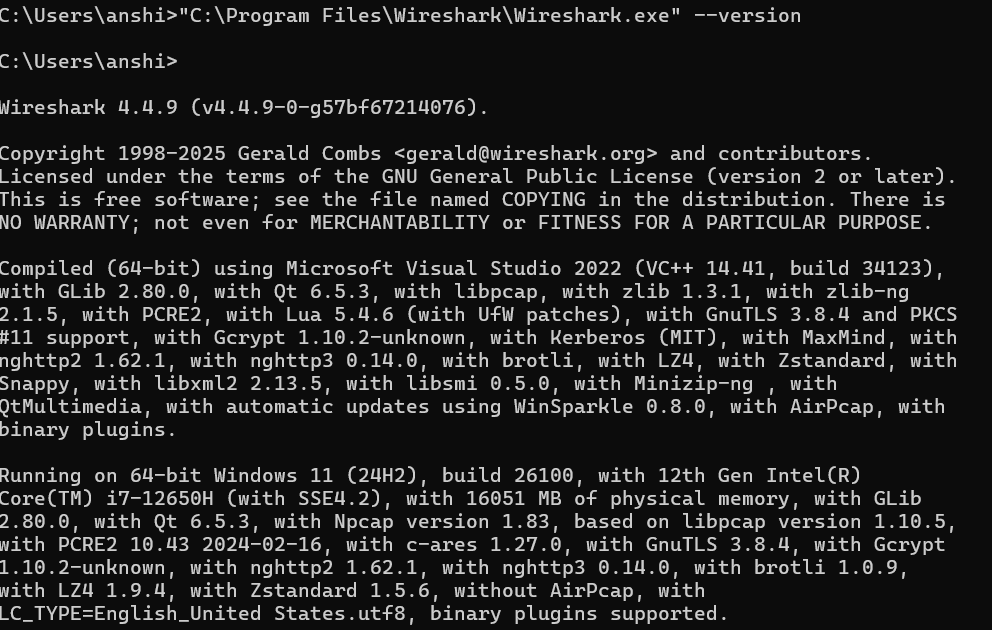 C:\Users\anshi>"C:\Program Files\Wireshark\Wireshark.exe" --version
C:\Users\anshi>
Wireshark 4.4.9 (v4.4.9-0-g57bf67214076).
Copyright 1998-2025 Gerald Combs <gerald@wireshark.org> and contributors.
Licensed under the terms of the GNU General Public License (version 2 or later).
This is free software; see the file named COPYING in the distribution. There is
NO WARRANTY; not even for MERCHANTABILITY or FITNESS FOR A PARTICULAR PURPOSE.
Compiled (64-bit) using Microsoft Visual Studio 2022 (VC++ 14.41, build 34123),
with GLib 2.80.0, with Qt 6.5.3, with libpcap, with zlib 1.3.1, with zlib-ng
2.1.5, with PCRE2, with Lua 5.4.6 (with UfW patches), with GnuTLS 3.8.4 and PKCS
#11 support, with Gcrypt 1.10.2-unknown, with Kerberos (MIT), with MaxMind, with
nghttp2 1.62.1, with nghttp3 0.14.0, with brotli, with LZ4, with Zstandard, with
Snappy, with libxml2 2.13.5, with libsmi 0.5.0, with Minizip-ng , with
QtMultimedia, with automatic updates using WinSparkle 0.8.0, with AirPcap, with
binary plugins.
Running on 64-bit Windows 11 (24H2), build 26100, with 12th Gen Intel(R)
Core(TM) i7-12650H (with SSE4.2), with 16051 MB of physical memory, with GLib
2.80.0, with Qt 6.5.3, with Npcap version 1.83, based on libpcap version 1.10.5,
with PCRE2 10.43 2024-02-16, with c-ares 1.27.0, with GnuTLS 3.8.4, with Gcrypt
1.10.2-unknown, with nghttp2 1.62.1, with nghttp3 0.14.0, with brotli 1.0.9,
with LZ4 1.9.4, with Zstandard 1.5.6, without AirPcap, with
LC_TYPE=English_United States.utf8, binary plugins supported.